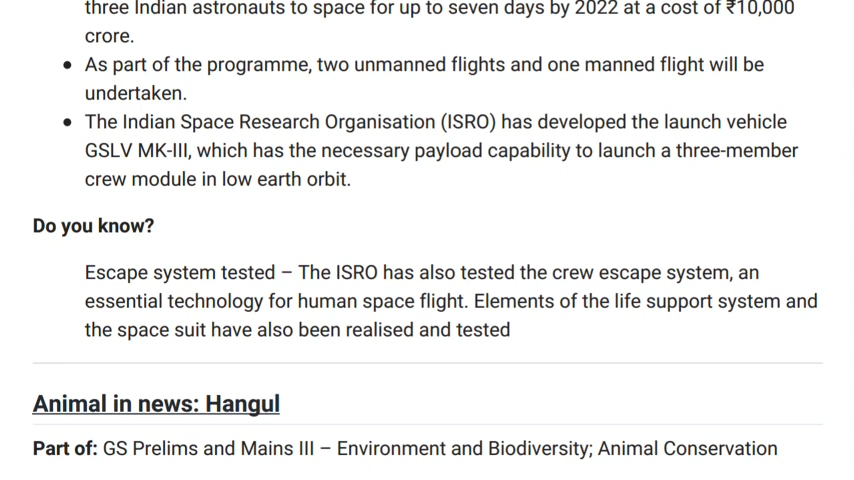 three Indian astronauts to space for up to seven days by 2022 at a cost of ₹10,000
crore.
● As part of the programme, two unmanned flights and one manned flight will be
undertaken.
● The Indian Space Research Organisation (ISRO) has developed the launch vehicle
GSLV MK-III, which has the necessary payload capability to launch a three-member
crew module in low earth orbit.
Do you know?
Escape system tested – The ISRO has also tested the crew escape system, an
essential technology for human space flight. Elements of the life support system and
the space suit have also been realised and tested
Animal in news: Hangul
Part of: GS Prelims and Mains III – Environment and Biodiversity; Animal Conservation